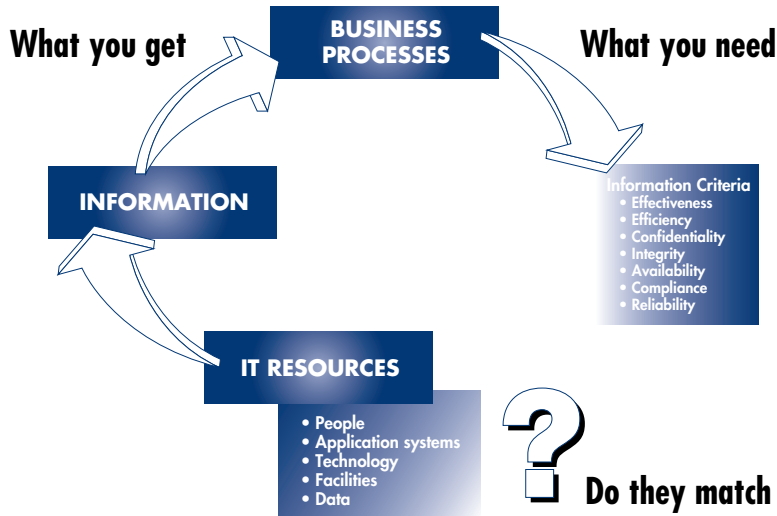 What you get
BUSINESS
PROCESSES
What you need
INFORMATION
Information Criteria
• Effectiveness
• Efficiency
• Confidentiality
• Integrity
• Availability
• Compliance
• Reliability
IT RESOURCES
• People
• Application systems
• Technology
• Facilities
• Data
?
Do they match